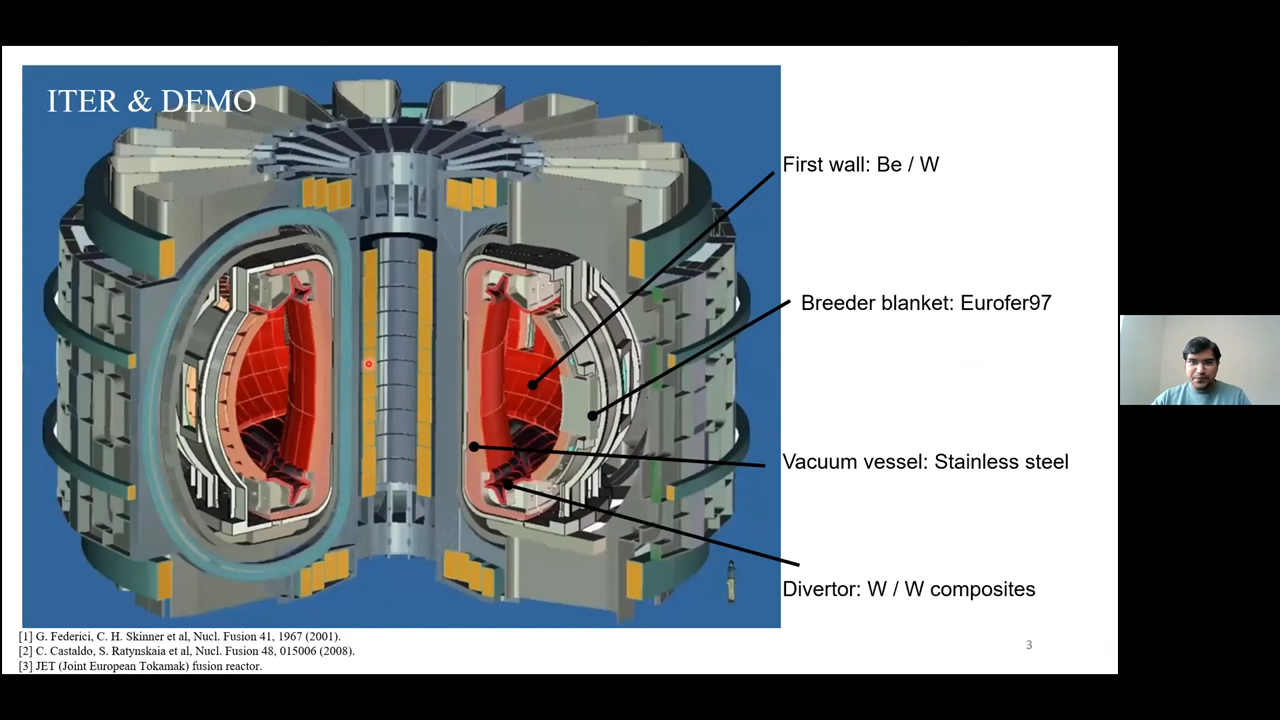 ITER & DEMO
First wall: Be / W
Breeder blanket: Eurofer97
Vacuum vessel: Stainless steel
Divertor: W / W composites
[1] G. Federici, C. H. Skinner et al, Nucl. Fusion 41, 1967 (2001).
[2] C. Castaldo, S. Ratynskaia et al, Nucl. Fusion 48, 015006 (2008).
[3] JET (Joint European Tokamak) fusion reactor.
3